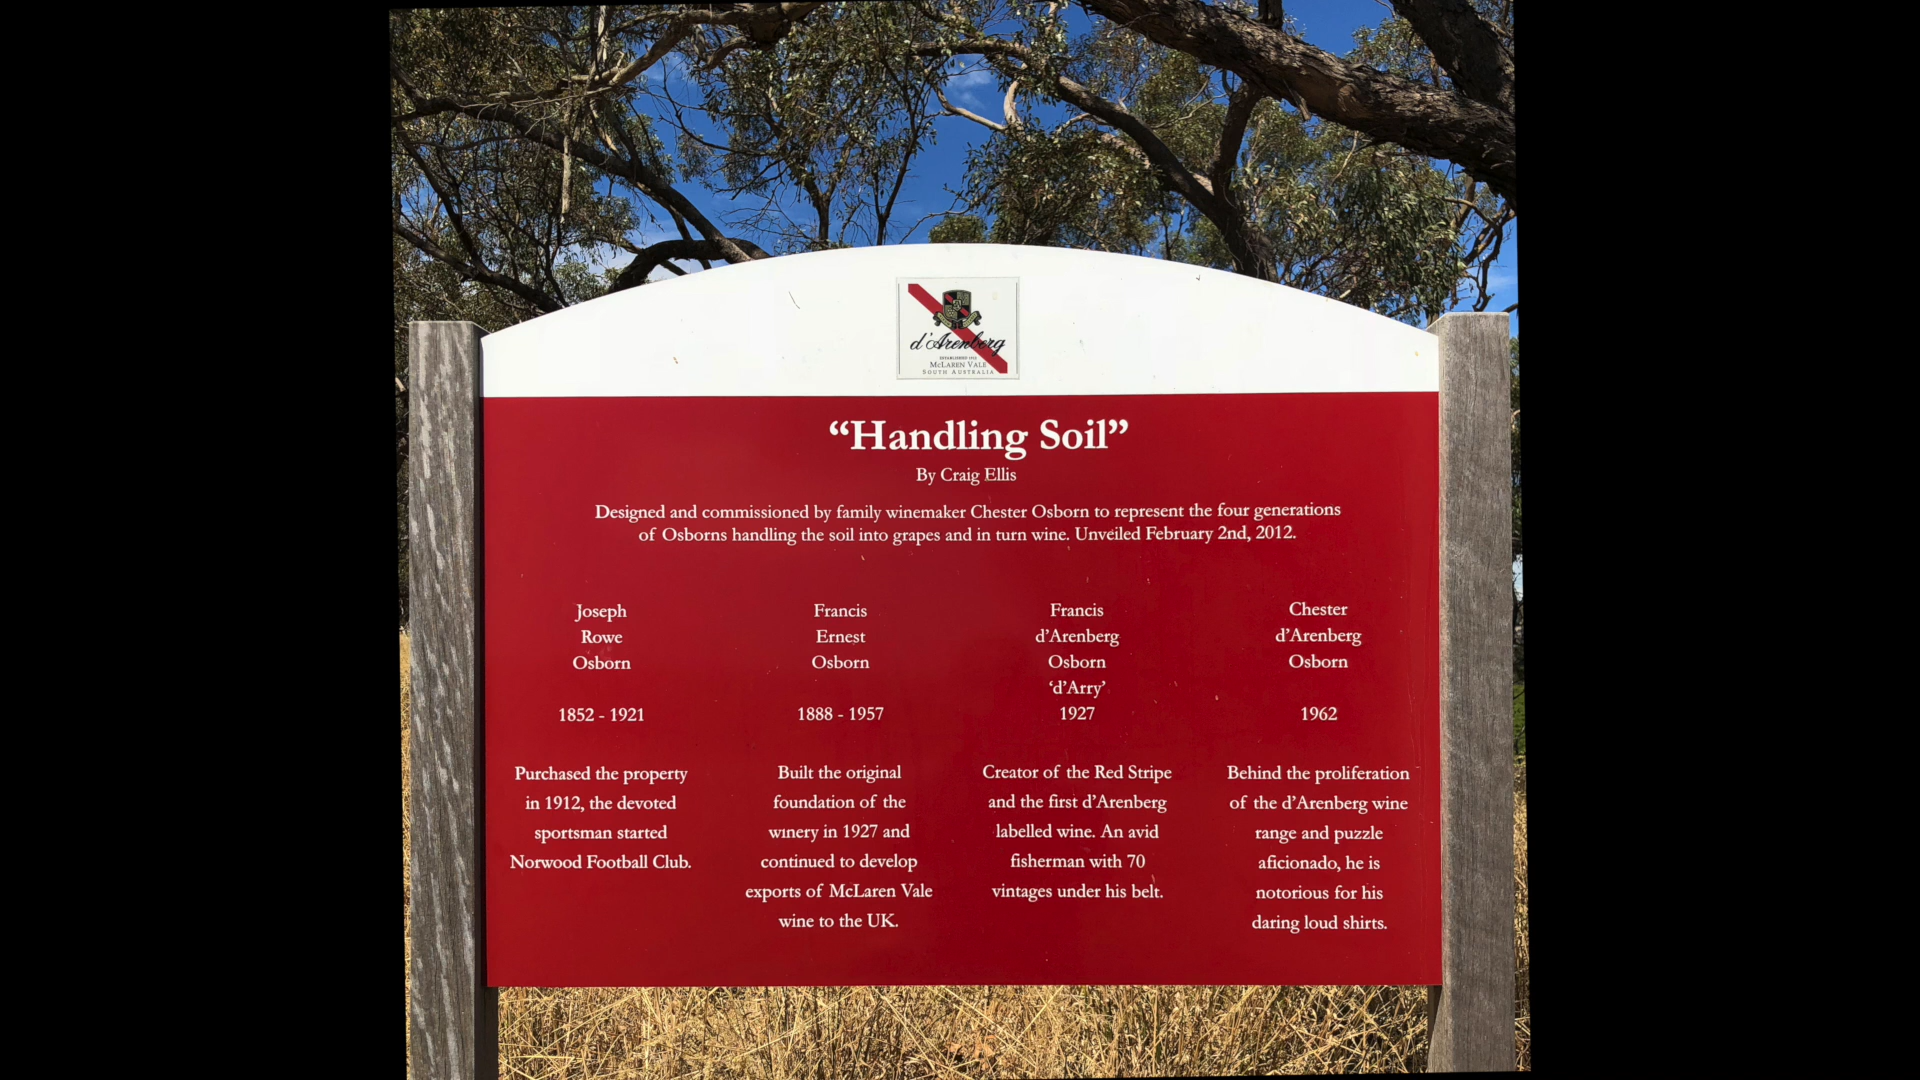 d'Arenberg
ESTABLISHED 1912
McLAREN VALE
SOUTH AUSTRALIA
“Handling Soil”
By Craig Ellis
Designed and commissioned by family winemaker Chester Osborn to represent the four generations
of Osborns handling the soil into grapes and in turn wine. Unveiled February 2nd, 2012.
Joseph
Rowe
Osborn
1852 - 1921
Purchased the property
in 1912, the devoted
sportsman started
Norwood Football Club.
Francis
Ernest
Osborn
1888 - 1957
Built the original
foundation of the
winery in 1927 and
continued to develop
exports of McLaren Vale
wine to the UK.
Francis
d’Arenberg
Osborn
‘d’Arry’
1927
Creator of the Red Stripe
and the first d’Arenberg
labelled wine. An avid
fisherman with 70
vintages under his belt.
Chester
d’Arenberg
Osborn
1962
Behind the proliferation
of the d’Arenberg wine
range and puzzle
aficionado, he is
notorious for his
daring loud shirts.